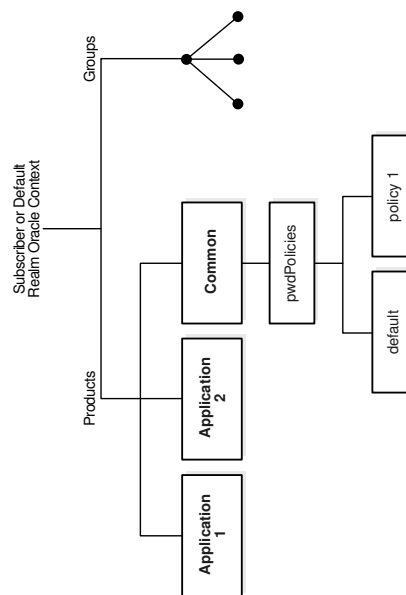 Subscriber or Default
Realm Oracle Context
Products
Groups
Application
1
Application
2
Common
pwdPolicies
default
policy 1